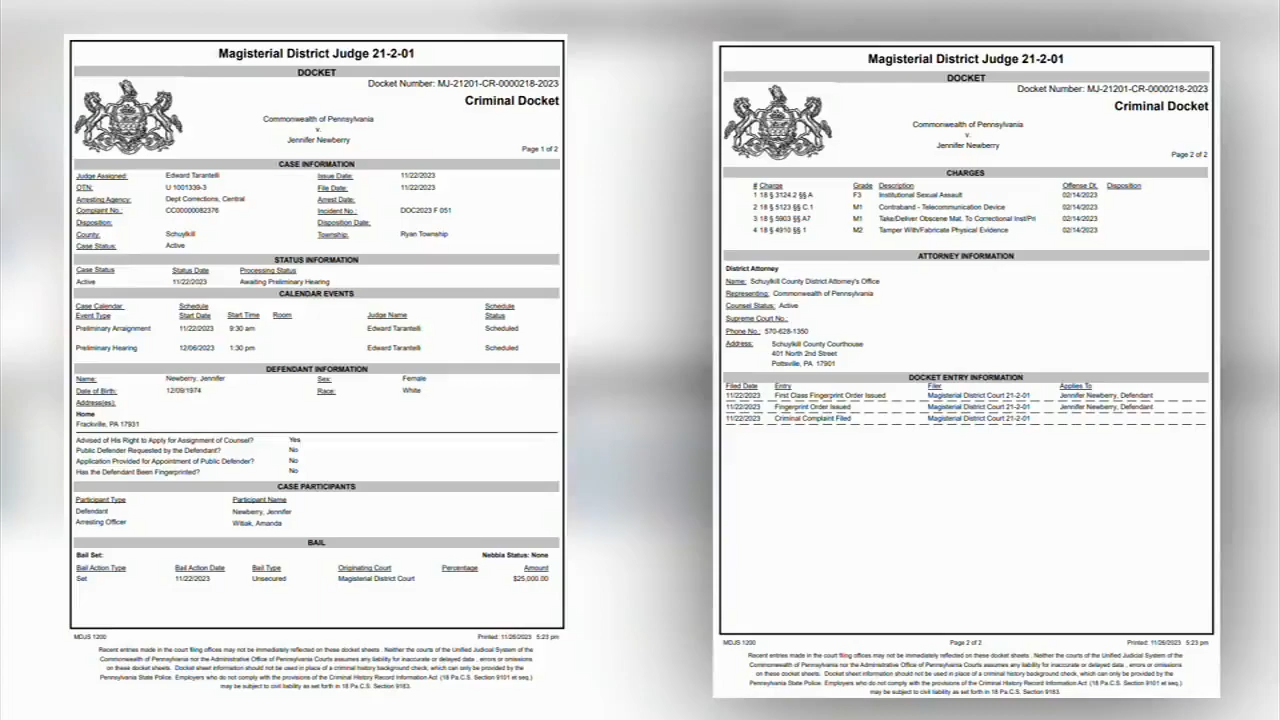 Magisterial District Judge 21-2-01
DOCKET
Docket Number: MJ-21201-CR-0000218-2023
Criminal Docket
Commonwealth of Pennsylvania
v.
Jennifer Newberry
Page 1 of 2
CASE INFORMATION
Judge Assigned: Edward Tarantelli Issue Date: 11/22/2023
OTN: U 1001339-3 File Date: 11/22/2023
Arresting Agency: Dept Corrections, Central Arrest Date:
Complaint No.: CC00000082376 Incident No.: DOC2023 F 051
Disposition: Disposition Date:
County: Schuylkill Township: Ryan Township
Case Status: Active
STATUS INFORMATION
Case Status Status Date Processing Status
Active 11/22/2023 Awaiting Preliminary Hearing
CALENDAR EVENTS
Case Calendar Schedule Schedule
Event Type Start Date Start Time Room Judge Name Status
Preliminary Arraignment 11/22/2023 9:30 am Edward Tarantelli Scheduled
Preliminary Hearing 12/06/2023 1:30 pm Edward Tarantelli Scheduled
DEFENDANT INFORMATION
Name: Newberry, Jennifer Sex: Female
Date of Birth: 12/09/1974 Race: White
Address(es):
Home
Frackville, PA 17931
Advised of His Right to Apply for Assignment of Counsel? Yes
Public Defender Requested by the Defendant? No
Application Provided for Appointment of Public Defender? No
Has the Defendant Been Fingerprinted? No
CASE PARTICIPANTS
Participant Type Participant Name
Defendant Newberry, Jennifer
Arresting Officer Witiak, Amanda
BAIL
Bail Set: Nebbia Status: None
Bail Action Type Bail Action Date Bail Type Originating Court Percentage Amount
Set 11/22/2023 Unsecured Magisterial District Court $25,000.00
MDJS 1200 Printed: 11/26/2023 5:23 pm
Recent entries made in the court filing offices may not be immediately reflected on these docket sheets . Neither the courts of the Unified Judicial System of the
Commonwealth of Pennsylvania nor the Administrative Office of Pennsylvania Courts assumes any liability for inaccurate or delayed data , errors or omissions
on these docket sheets. Docket sheet information should not be used in place of a criminal history background check, which can only be provided by the
Pennsylvania State Police. Employers who do not comply with the provisions of the Criminal History Record Information Act (18 Pa.C.S. Section 9101 et seq.)
may be subject to civil liability as set forth in 18 Pa.C.S. Section 9183.
Magisterial District Judge 21-2-01
DOCKET
Docket Number: MJ-21201-CR-0000218-2023
Criminal Docket
Commonwealth of Pennsylvania
v.
Jennifer Newberry
Page 2 of 2
CHARGES
# Charge Grade Description Offense Dt. Disposition
1 18 § 3124.2 §§ A F3 Institutional Sexual Assault 02/14/2023
2 18 § 5123 §§ C.1 M1 Contraband - Telecommunication Device 02/14/2023
3 18 § 5903 §§ A7 M1 Take/Deliver Obscene Mat. To Correctional Inst/Pri 02/14/2023
4 18 § 4910 §§ 1 M2 Tamper With/Fabricate Physical Evidence 02/14/2023
ATTORNEY INFORMATION
District Attorney
Name: Schuylkill County District Attorney's Office
Representing: Commonwealth of Pennsylvania
Counsel Status: Active
Supreme Court No.:
Phone No.: 570-628-1350
Address: Schuylkill County Courthouse
401 North 2nd Street
Pottsville, PA 17901
DOCKET ENTRY INFORMATION
Filed Date Entry Filer Applies To
11/22/2023 First Class Fingerprint Order Issued Magisterial District Court 21-2-01 Jennifer Newberry, Defendant
11/22/2023 Fingerprint Order Issued Magisterial District Court 21-2-01 Jennifer Newberry, Defendant
11/22/2023 Criminal Complaint Filed Magisterial District Court 21-2-01
MDJS 1200 Page 2 of 2 Printed: 11/26/2023 5:23 pm
Recent entries made in the court filing offices may not be immediately reflected on these docket sheets . Neither the courts of the Unified Judicial System of the
Commonwealth of Pennsylvania nor the Administrative Office of Pennsylvania Courts assumes any liability for inaccurate or delayed data , errors or omissions
on these docket sheets. Docket sheet information should not be used in place of a criminal history background check, which can only be provided by the
Pennsylvania State Police. Employers who do not comply with the provisions of the Criminal History Record Information Act (18 Pa.C.S. Section 9101 et seq.)
may be subject to civil liability as set forth in 18 Pa.C.S. Section 9183.